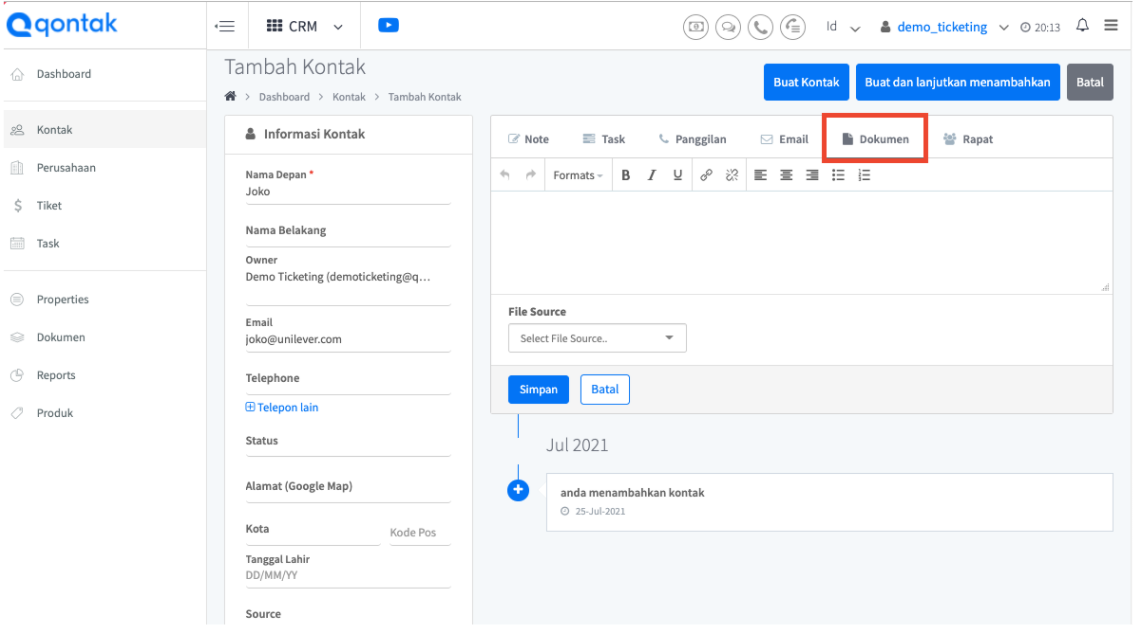 qontak
CRM
Id
demo_ticketing
20:13
Dashboard
Kontak
Perusahaan
Tiket
Task
Properties
Dokumen
Reports
Produk
Tambah Kontak
> Dashboard > Kontak > Tambah Kontak
Buat Kontak
Buat dan lanjutkan menambahkan
Batal
Informasi Kontak
Nama Depan *
Joko
Nama Belakang
Owner
Demo Ticketing (demoticketing@q...
Email
joko@unilever.com
Telephone
Telepon lain
Status
Alamat (Google Map)
Kota
Kode Pos
Tanggal Lahir
DD/MM/YY
Source
Note
Task
Panggilan
Email
Dokumen
Rapat
Formats
B I U
File Source
Select File Source..
Simpan
Batal
Jul 2021
anda menambahkan kontak
25-Jul-2021